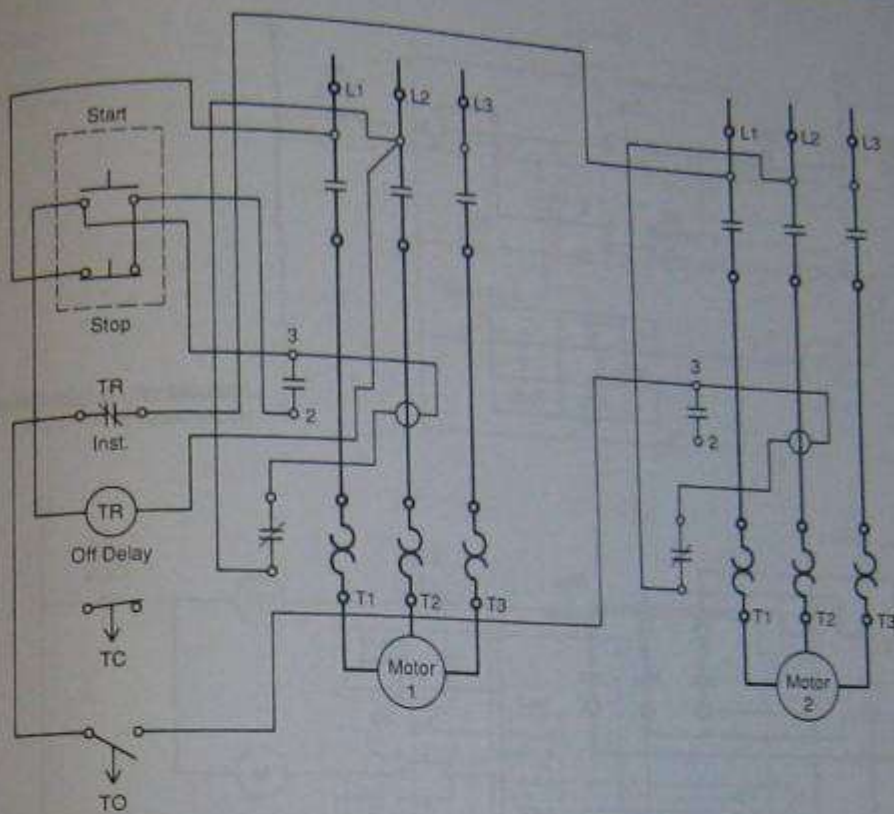 Start
Stop
TR
Inst.
TR
Off Delay
TC
TO
L1
L2
L3
3
2
T1
T2
T3
Motor
1
L1
L2
L3
3
2
T1
T2
T3
Motor
2